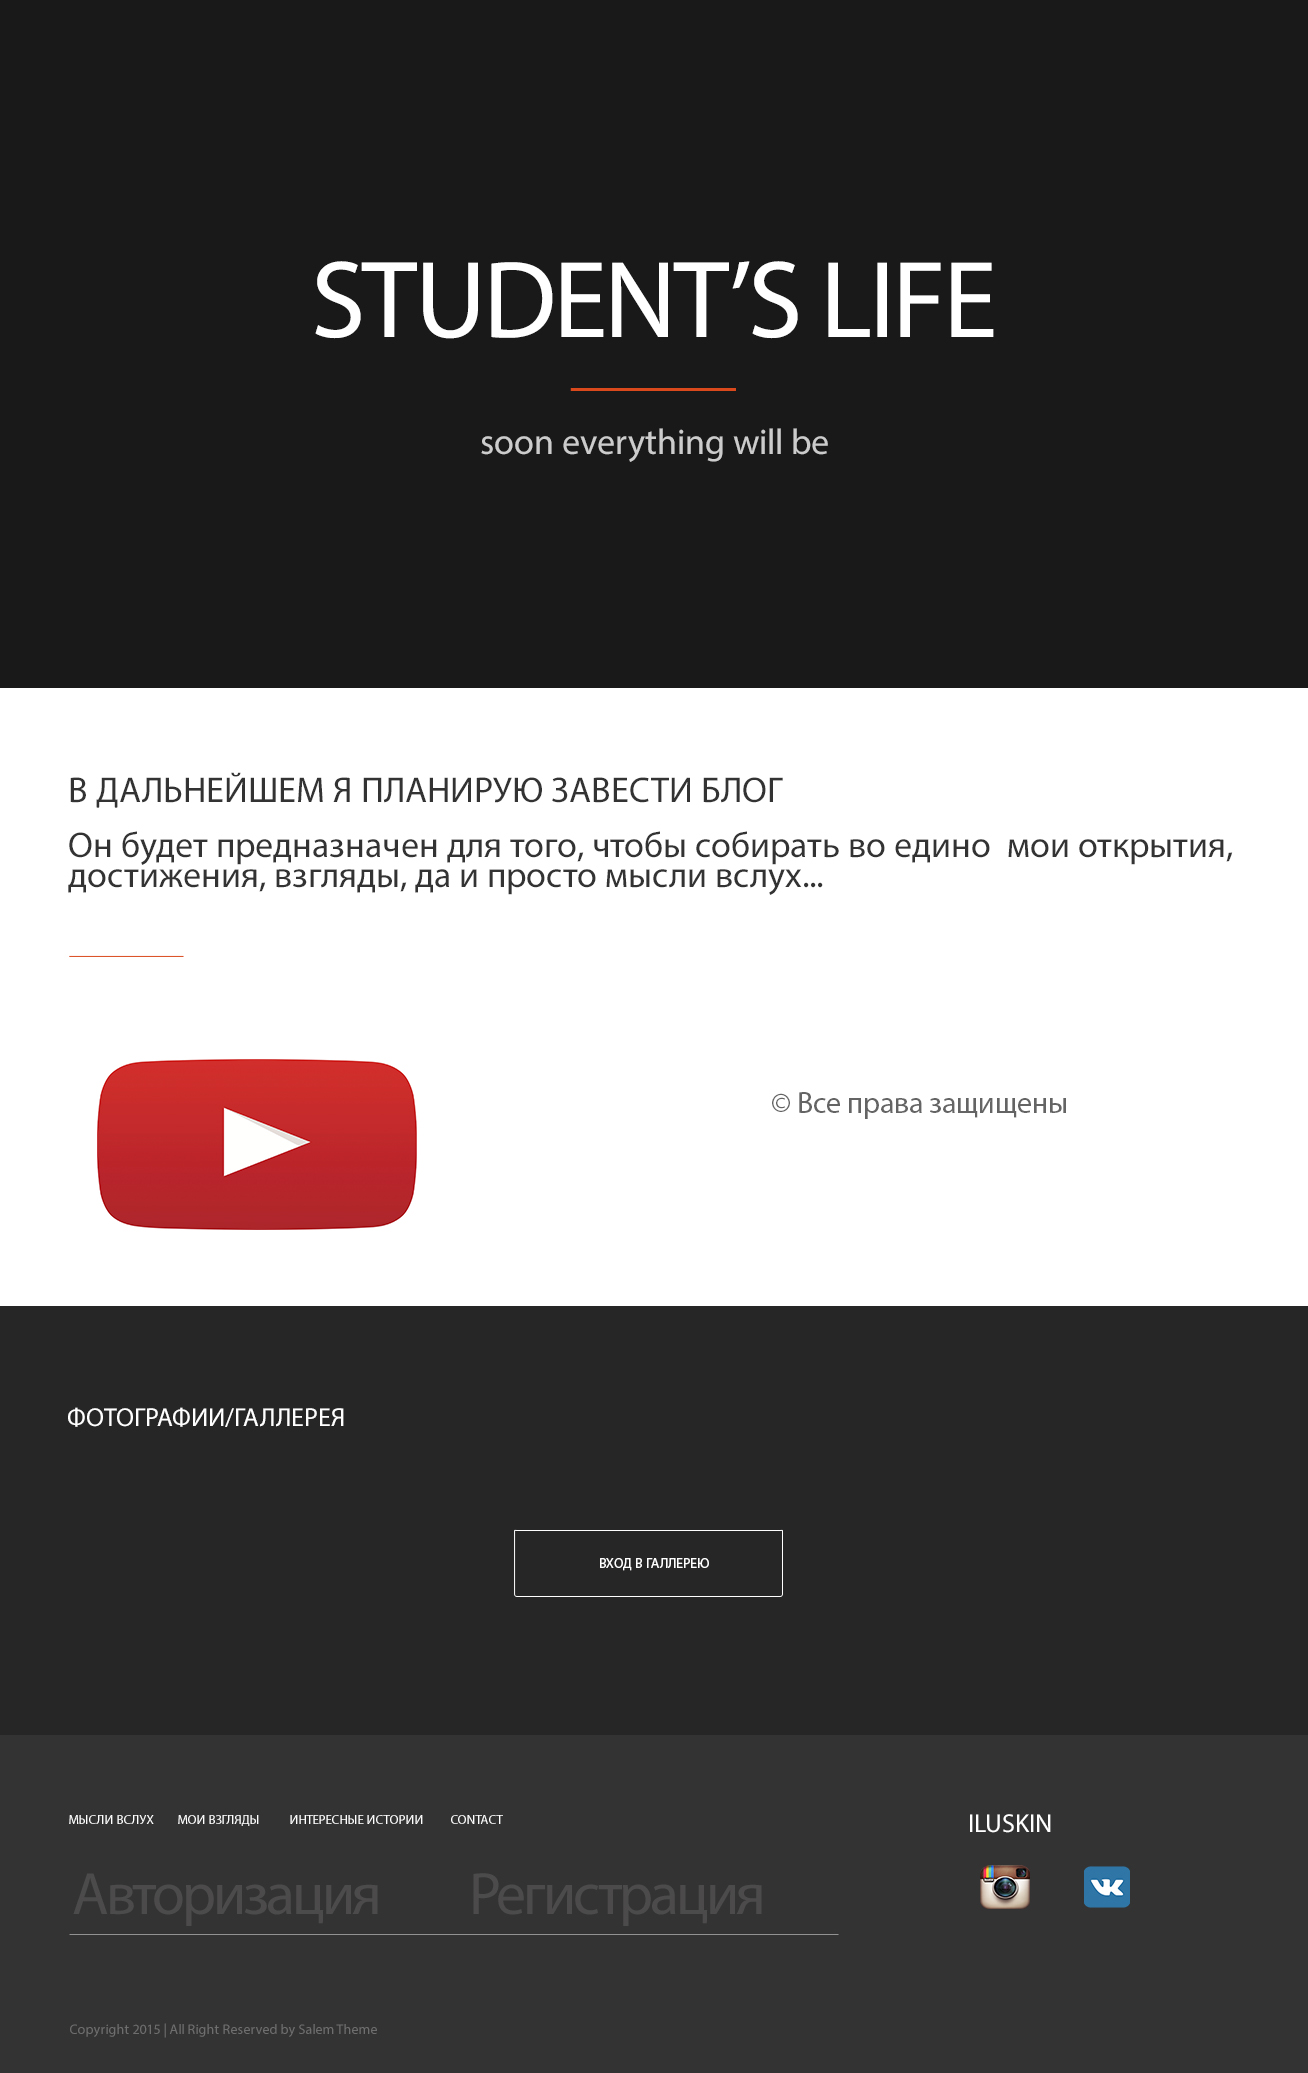 STUDENT’S LIFE
soon everything will be
В ДАЛЬНЕЙШЕМ Я ПЛАНИРУЮ ЗАВЕСТИ БЛОГ
Он будет предназначен для того, чтобы собирать во едино  мои открытия,
достижения, взгляды, да и просто мысли вслух...
© Все права защищены
ФОТОГРАФИИ/ГАЛЛЕРЕЯ
ВХОД В ГАЛЛЕРЕЮ
МЫСЛИ ВСЛУХ МОИ ВЗГЛЯДЫ ИНТЕРЕСНЫЕ ИСТОРИИ CONTACT
ILUSKIN
Авторизация Регистрация
Copyright 2015 | All Right Reserved by Salem Theme